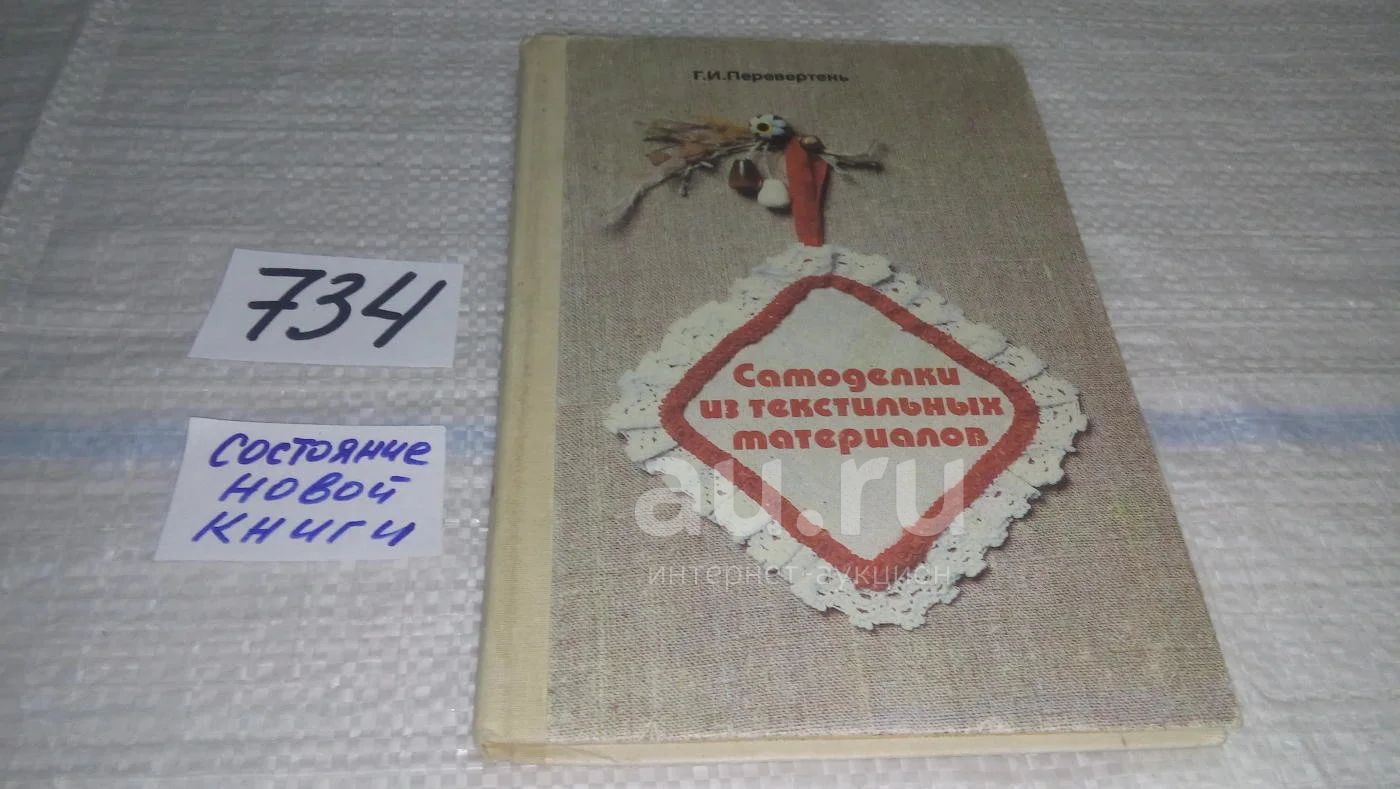 Г.И.Перевертень
Самоделки
из текстильных
материалов
734
Состояние
новой
книги
au.ru
интернет-аукцион